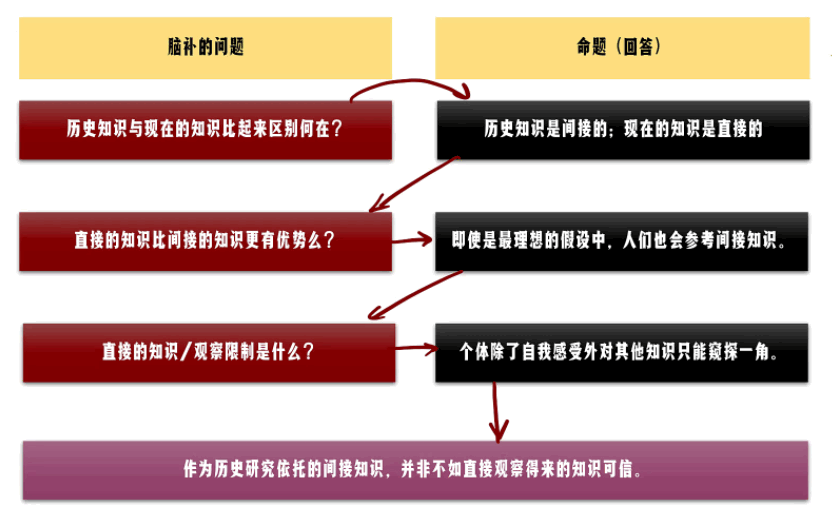 脑补的问题
命题（回答）
历史知识与现在的知识比起来区别何在？
历史知识是间接的；现在的知识是直接的
直接的知识比间接的知识更有优势么？
即使是最理想的假设中，人们也会参考间接知识。
直接的知识/观察限制是什么？
个体除了自我感受外对其他知识只能窥探一角。
作为历史研究依托的间接知识，并非不如直接观察得来的知识可信。